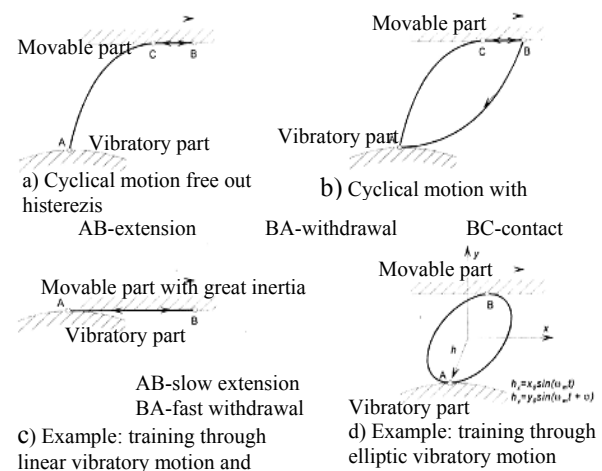 Movable part
C
B
A
Vibratory part
a) Cyclical motion free out
histerezis
Movable part
C
B
Vibratory part
A
b) Cyclical motion with
AB-extension
BA-withdrawal
BC-contact
Movable part with great inertia
A
B
Vibratory part
AB-slow extension
BA-fast withdrawal
c) Example: training through
linear vibratory motion and
y
Movable part
B
x
h
A
Vibratory part
d) Example: training through
elliptic vibratory motion